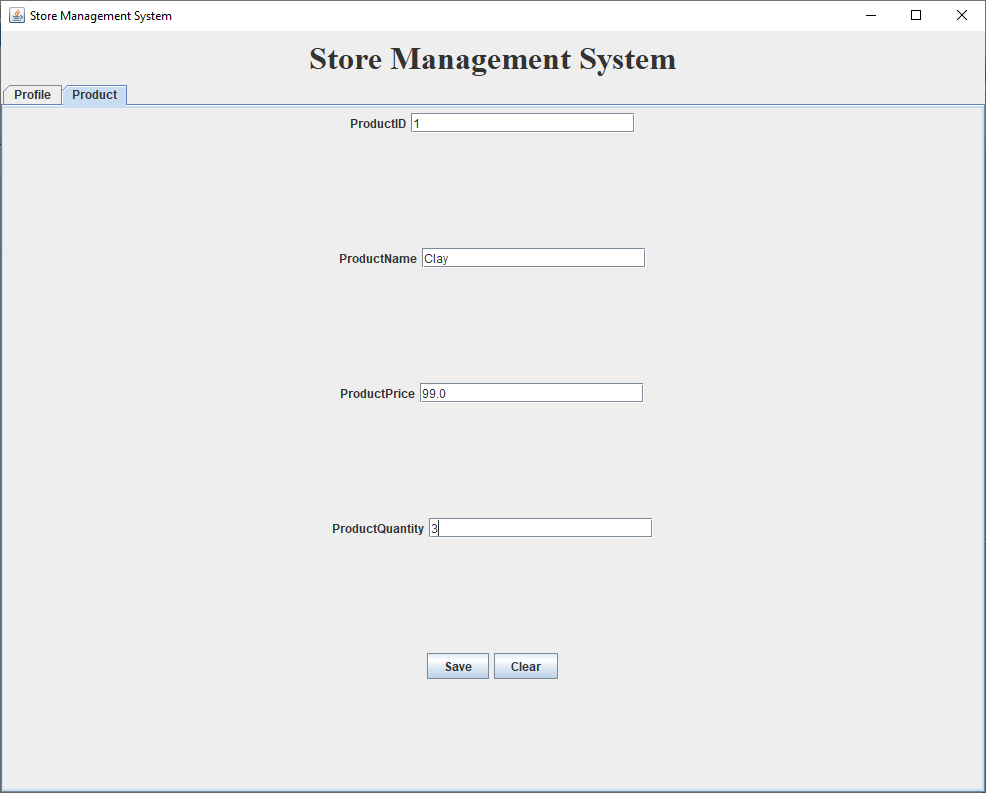 Store Management System
Store Management System
Profile Product
ProductID 1
ProductName Clay
ProductPrice 99.0
ProductQuantity 3
Save Clear